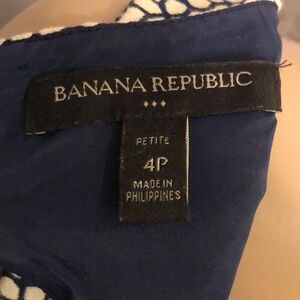 BANANA REPUBLIC
PETITE
4P
MADE IN
PHILIPPINES